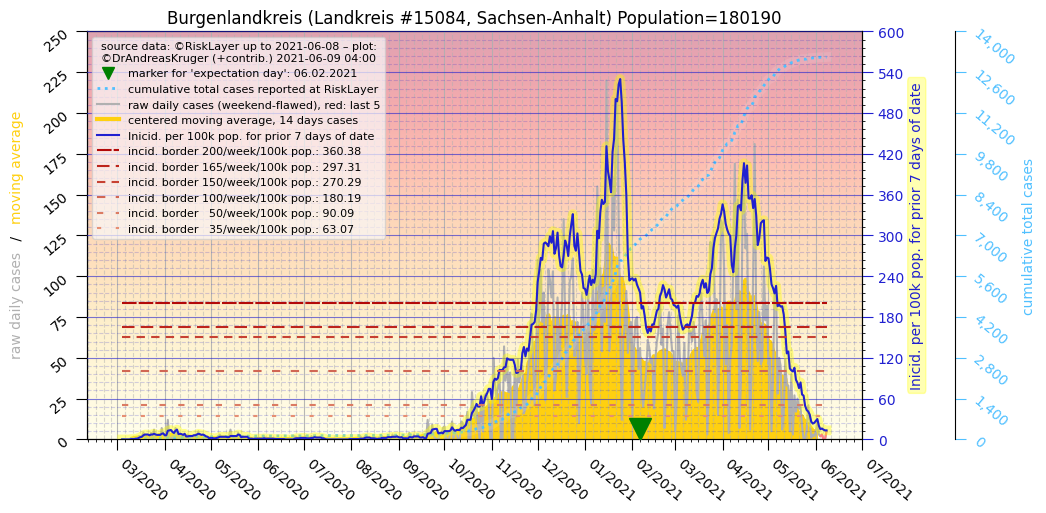 Burgenlandkreis (Landkreis #15084, Sachsen-Anhalt) Population=180190
source data: ©RiskLayer up to 2021-06-08 – plot:
©DrAndreasKruger (+contrib.) 2021-06-09 04:00
marker for 'expectation day': 06.02.2021
cumulative total cases reported at RiskLayer
raw daily cases (weekend-flawed), red: last 5
centered moving average, 14 days cases
Inicid. per 100k pop. for prior 7 days of date
incid. border 200/week/100k pop.: 360.38
incid. border 165/week/100k pop.: 297.31
incid. border 150/week/100k pop.: 270.29
incid. border 100/week/100k pop.: 180.19
incid. border   50/week/100k pop.: 90.09
incid. border   35/week/100k pop.: 63.07
raw daily cases / moving average
250
225
200
175
150
125
100
75
50
25
0
600
540
480
420
360
300
240
180
120
60
0
Inicid. per 100k pop. for prior 7 days of date
14,000
12,600
11,200
9,800
8,400
7,000
5,600
4,200
2,800
1,400
0
cumulative total cases
03/2020
04/2020
05/2020
06/2020
07/2020
08/2020
09/2020
10/2020
11/2020
12/2020
01/2021
02/2021
03/2021
04/2021
05/2021
06/2021
07/2021